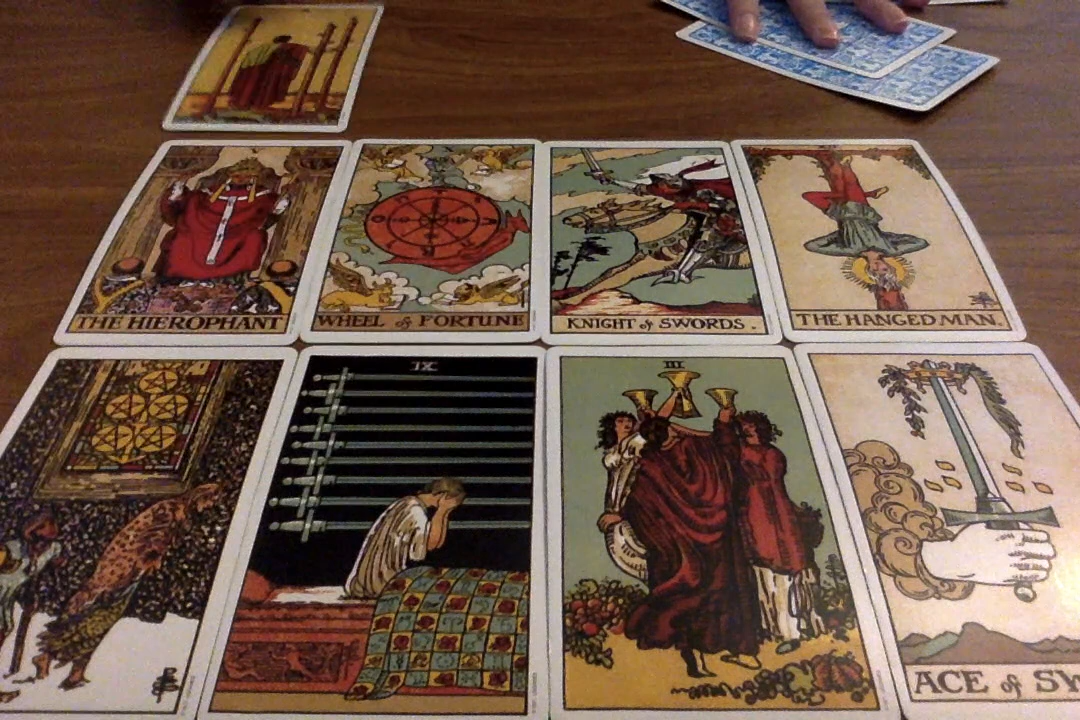 THE HIEROPHANT
WHEEL of FORTUNE
KNIGHT of SWORDS.
THE HANGED MAN.
IX
III
ACE of SW